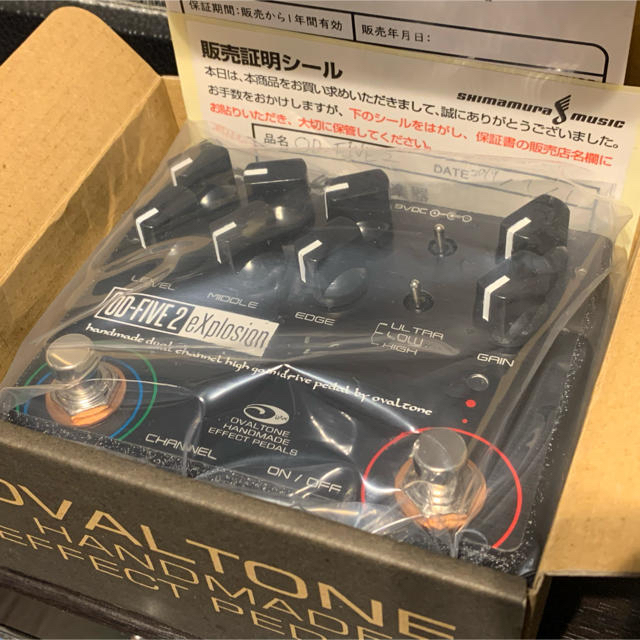 保証期間:販売から1年間有効
販売年月日:
販売証明シール
Shimamura MUSIC
本日は、本商品をお買い求めいただきまして、誠にありがとうございました。
お手数をおかけしますが、下のシールをはがし、保証書の販売店名欄に
お貼りいただき、大切に保管してください。
品名 OD-FIVE 2
DATE 2019
9VDC
LEVEL
MIDDLE
EDGE
ULTRA
LOW
HIGH
GAIN
OD-FIVE 2 eXplosion
handmade dual channel high gain drive pedal by ovaltone
OVALTONE
HANDMADE
EFFECT PEDALS
CHANNEL
ON / OFF
OVALTONE
HANDMADE
EFFECT PEDALS